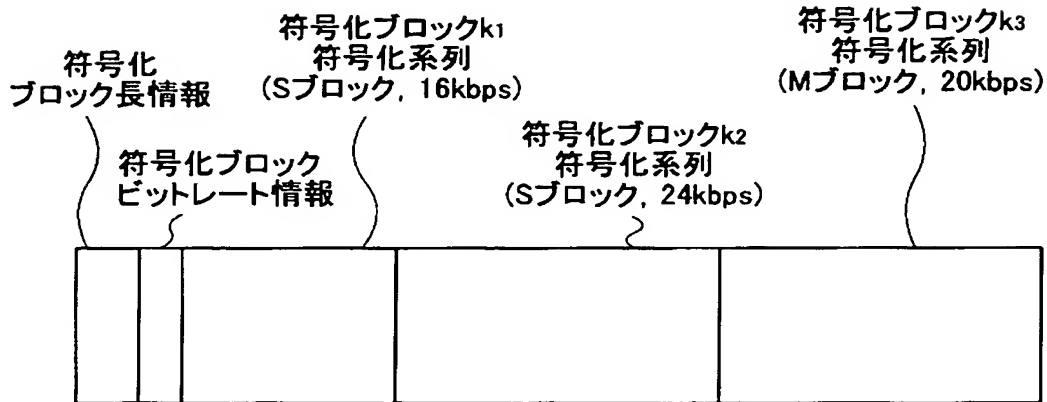 符号化
ブロック長情報
符号化ブロック
ビットレート情報
符号化ブロックk1
符号化系列
(Sブロック, 16kbps)
符号化ブロックk2
符号化系列
(Sブロック, 24kbps)
符号化ブロックk3
符号化系列
(Mブロック, 20kbps)